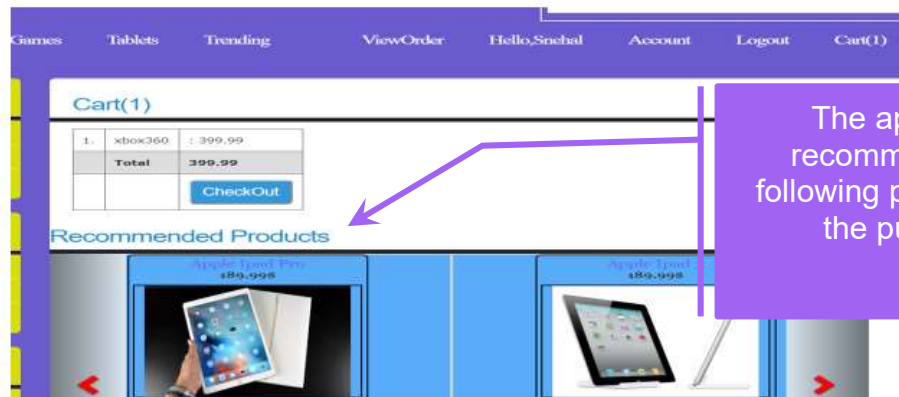 Games Tablets Trending ViewOrder Hello,Snehal Account Logout Cart(1)
Cart(1)
1. xbox360 : 399.99
Total 399.99
CheckOut
The ap
recomm
following p
the pu
Recommended Products
Apple Ipad Pro
189.99$
Apple Ipad
189.99$